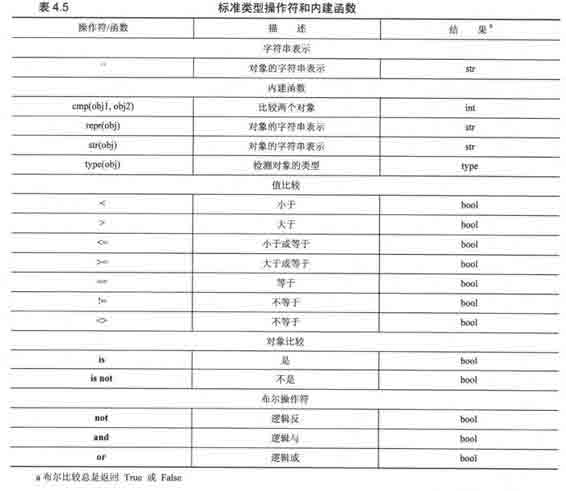 表 4.5 标准类型操作符和内建函数
操作符/函数 描 述 结 果 a
字符串表示
`` 对象的字符串表示 str
内建函数
cmp(obj1, obj2) 比较两个对象 int
repr(obj) 对象的字符串表示 str
str(obj) 对象的字符串表示 str
type(obj) 检测对象的类型 type
值比较
< 小于 bool
> 大于 bool
<= 小于或等于 bool
>= 大于或等于 bool
== 等于 bool
!= 不等于 bool
<> 不等于 bool
对象比较
is 是 bool
is not 不是 bool
布尔操作符
not 逻辑反 bool
and 逻辑与 bool
or 逻辑或 bool
a 布尔比较总是返回 True 或 False